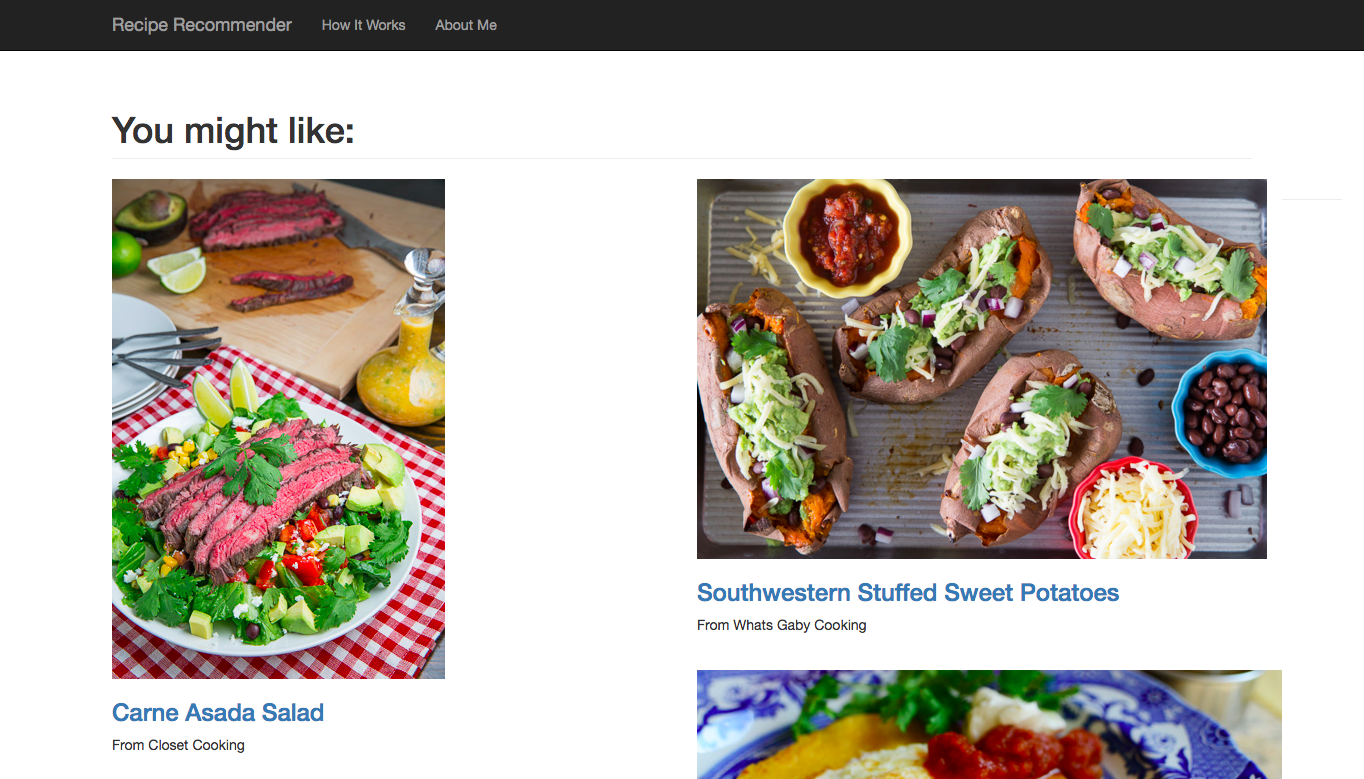 Recipe Recommender How It Works About Me
You might like:
Southwestern Stuffed Sweet Potatoes
From Whats Gaby Cooking
Carne Asada Salad
From Closet Cooking